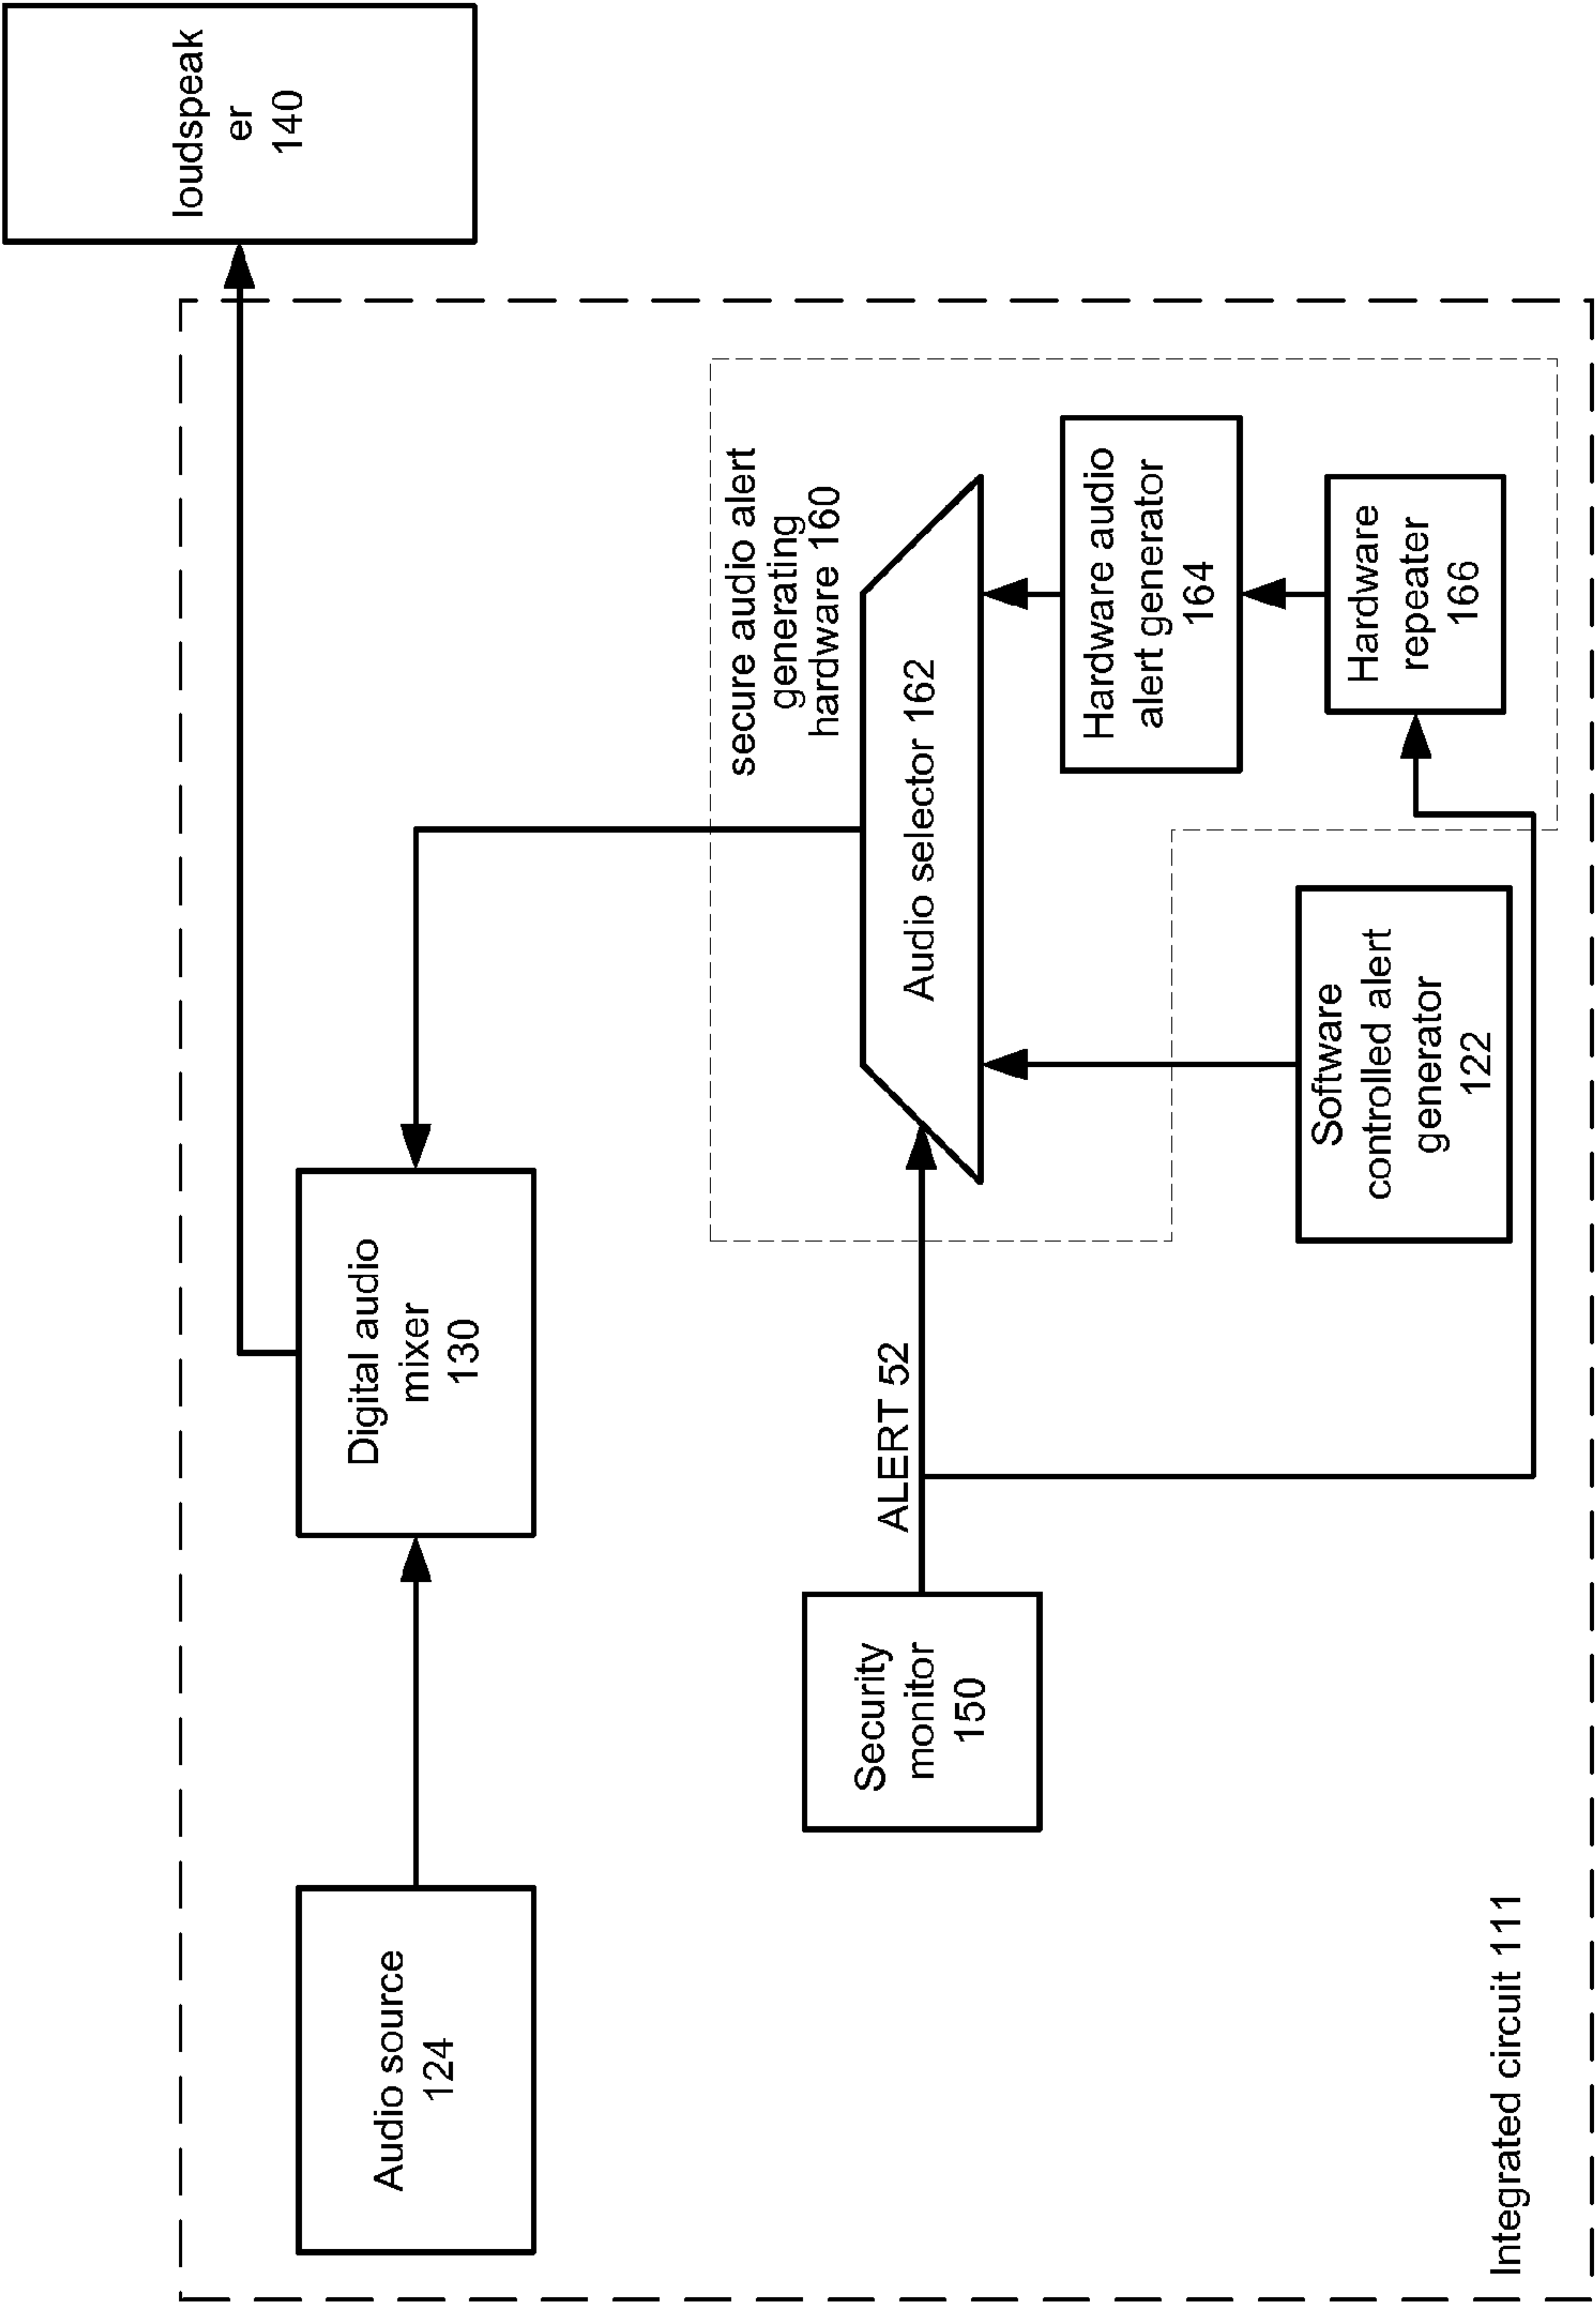 loudspeak
er
140
Digital audio
mixer
130
Audio source
124
secure audio alert
generating
hardware 160
Audio selector 162
Hardware audio
alert generator
164
Hardware
repeater
166
ALERT 52
Security
monitor
150
Software
controlled alert
generator
122
Integrated circuit 111